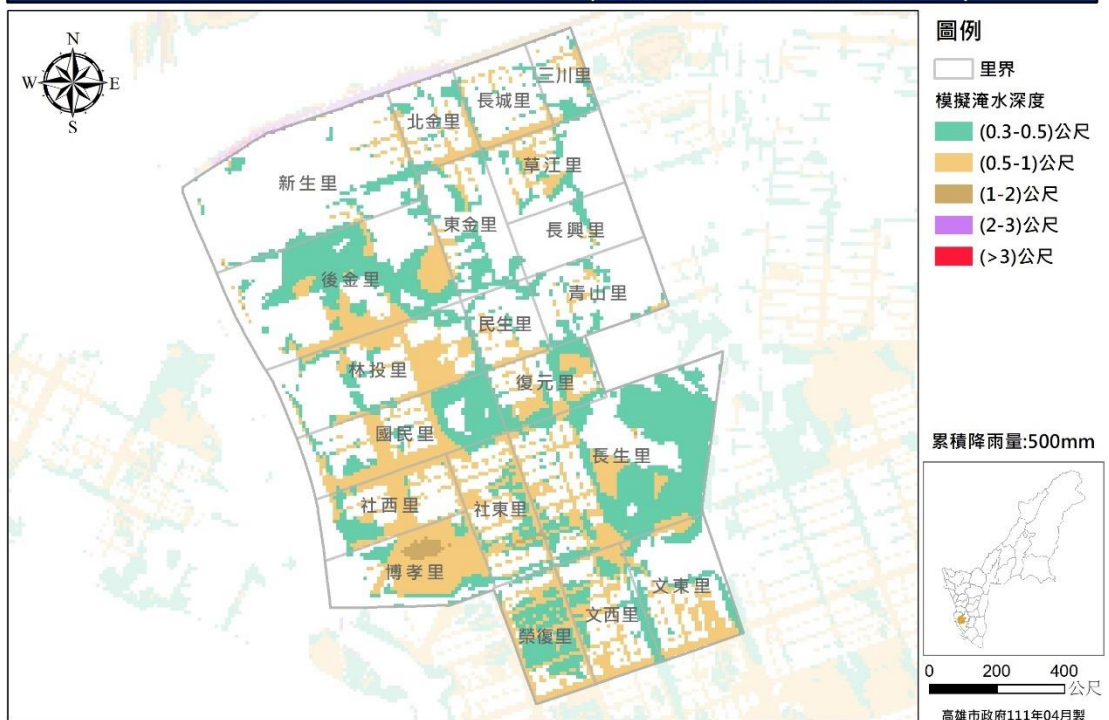 N
W E
S
三川里
長城里
北金里
草江里
新生里
東金里
長興里
後金里
青山里
民生里
林投里
復元里
國民里
長生里
社西里
社東里
博孝里
文東里
文西里
榮復里
圖例
里界
模擬淹水深度
(0.3-0.5)公尺
(0.5-1)公尺
(1-2)公尺
(2-3)公尺
(>3)公尺
累積降雨量:500mm
0 200 400
公尺
高雄市政府111年04月製